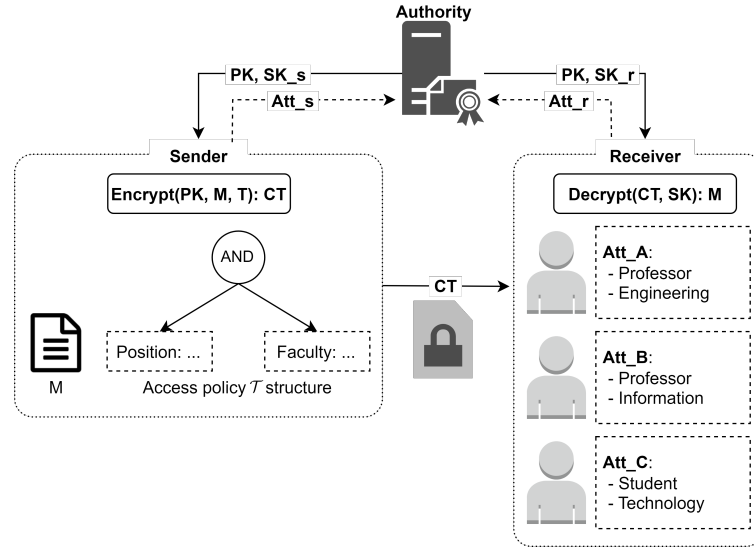 Authority
PK, SK_s
PK, SK_r
Att_s
Att_r
Sender
Encrypt(PK, M, T): CT
AND
Position: ...
Faculty: ...
M
Access policy 𝒯 structure
CT
Receiver
Decrypt(CT, SK): M
Att_A:
- Professor
- Engineering
Att_B:
- Professor
- Information
Att_C:
- Student
- Technology